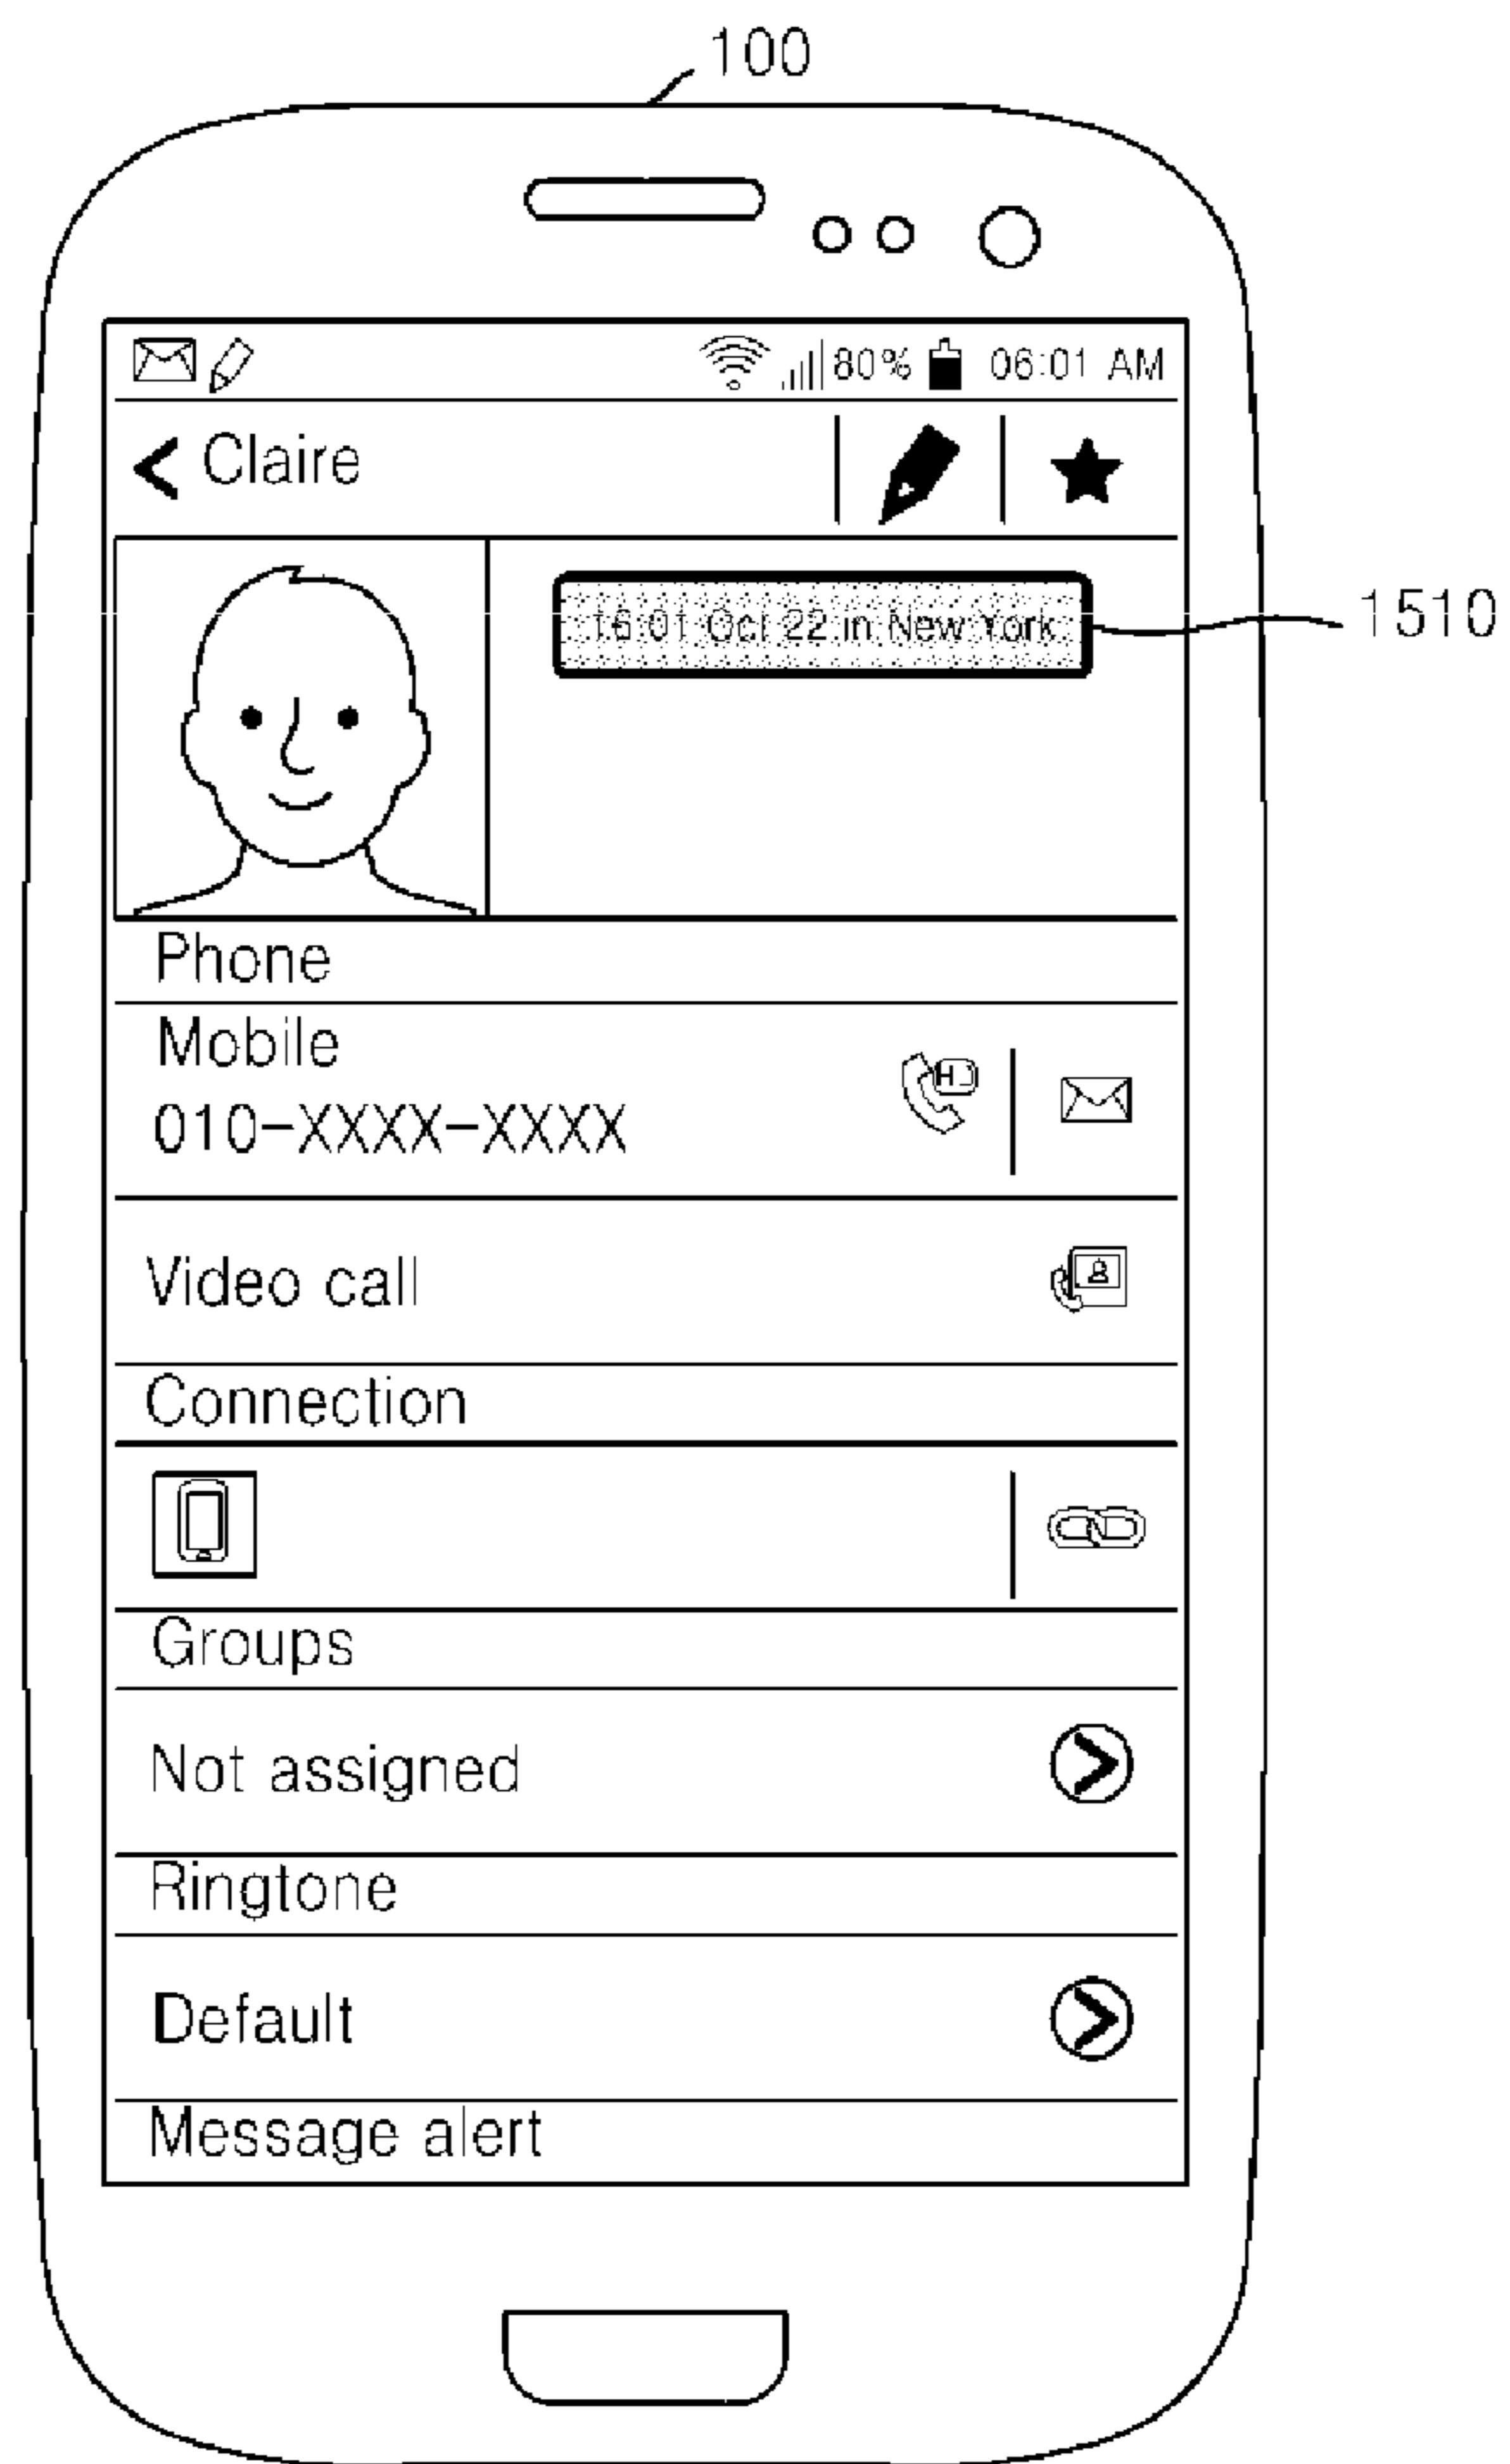 100
80% 06:01 AM
Claire
16:01 Oct 22 in New York
1510
Phone
Mobile
010-XXXX-XXXX
Video call
Connection
Groups
Not assigned
Ringtone
Default
Message alert